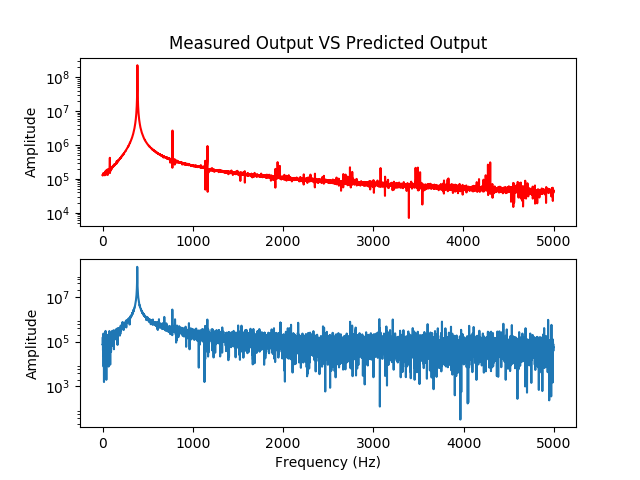 Measured Output VS Predicted Output
Amplitude
10⁸
10⁷
10⁶
10⁵
10⁴
0 1000 2000 3000 4000 5000
Amplitude
10⁷
10⁵
10³
0 1000 2000 3000 4000 5000
Frequency (Hz)